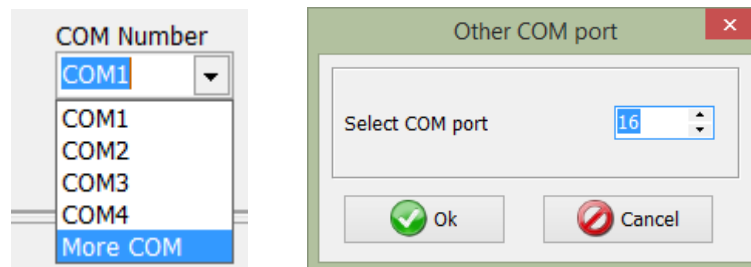 COM Number
COM1
COM1
COM2
COM3
COM4
More COM
Other COM port
Select COM port 16
Ok Cancel